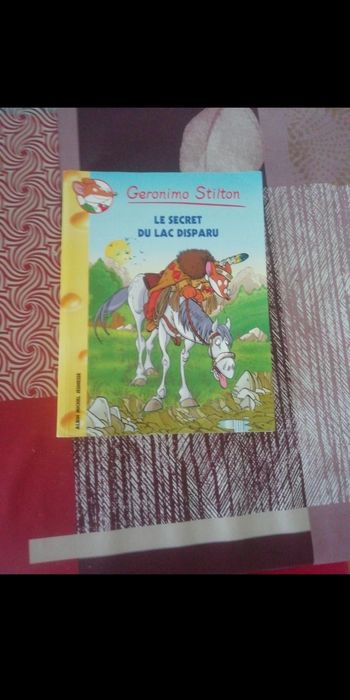 Geronimo Stilton
LE SECRET
DU LAC DISPARU
ALBIN MICHEL JEUNESSE